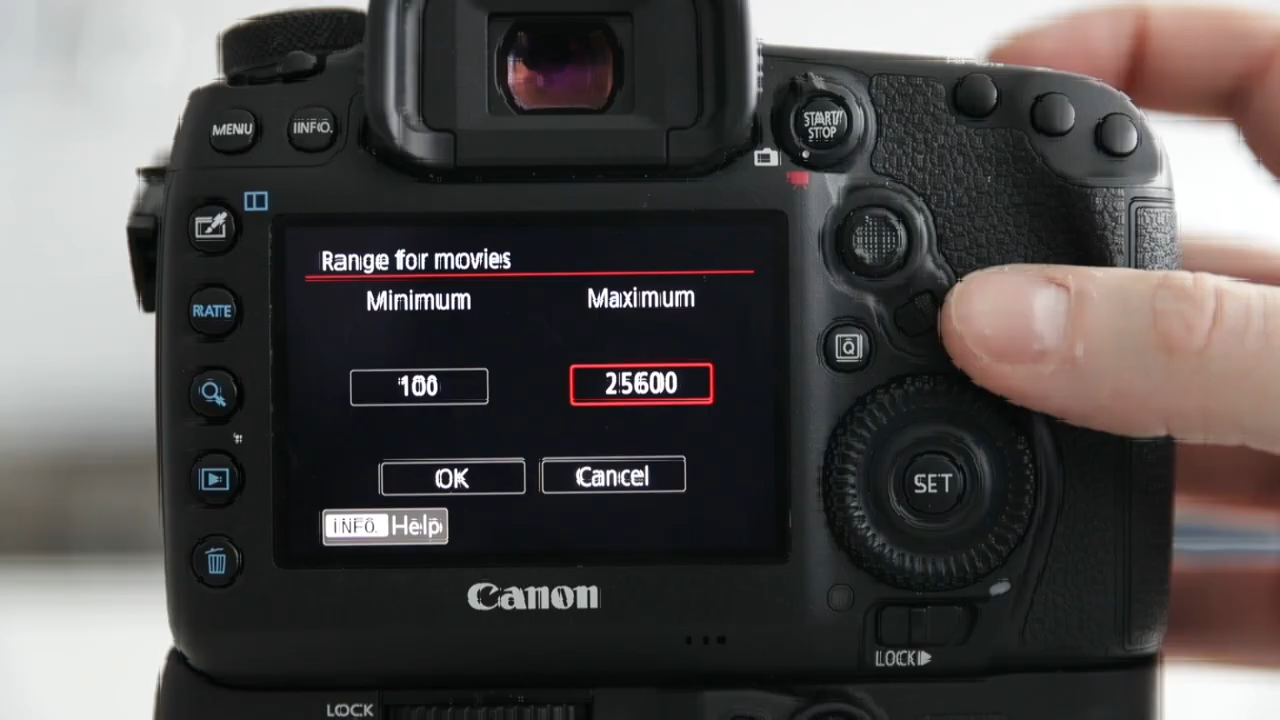 MENU
INFO.
START/
STOP
RATE
Range for movies
Minimum
Maximum
100
25600
Q
OK
Cancel
SET
INFO. Help
Canon
LOCK▶
LOCK